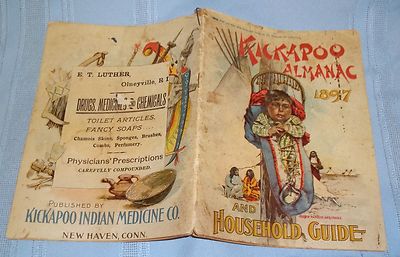 E. T. LUTHER,
Olneyville, R I
DRUGS, MEDICINES & CHEMICALS
TOILET ARTICLES,
FANCY SOAPS
Chamois Skins, Sponges, Brushes,
Combs, Perfumery.
Physicians' Prescriptions
CAREFULLY COMPOUNDED.
PUBLISHED BY
KICKAPOO INDIAN MEDICINE CO.
NEW HAVEN, CONN.
KICKAPOO
ALMANAC
1897
AND
HOUSEHOLD GUIDE